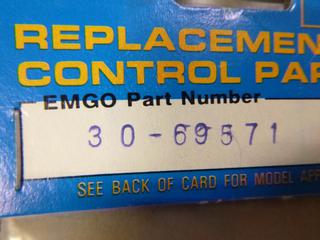 REPLACEMEN
CONTROL PAR
EMGO Part Number
30-69571
SEE BACK OF CARD FOR MODEL APP